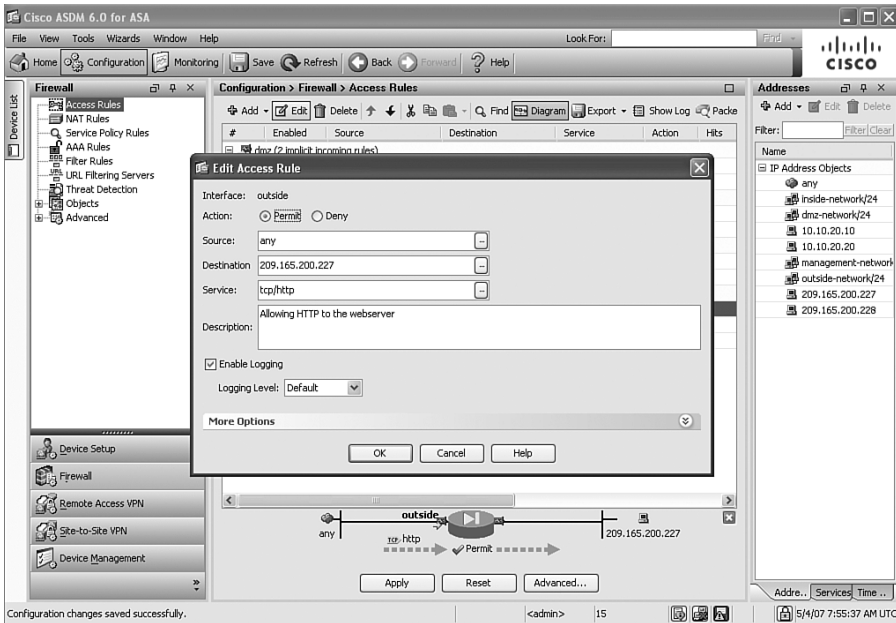 Cisco ASDM 6.0 for ASA
File View Tools Wizards Window Help Look For: Find
Home Configuration Monitoring Save Refresh Back Forward Help
CISCO
Device List
Firewall
Access Rules
NAT Rules
Service Policy Rules
AAA Rules
Filter Rules
URL Filtering Servers
Threat Detection
Objects
Advanced
Device Setup
Firewall
Remote Access VPN
Site-to-Site VPN
Device Management
Configuration > Firewall > Access Rules
Add Edit Delete Find Diagram Export Show Log Packe
# Enabled Source Destination Service Action Hits
dmz (2 implicit incoming rules)
Edit Access Rule
Interface: outside
Action: Permit Deny
Source: any
Destination 209.165.200.227
Service: tcp/http
Description: Allowing HTTP to the webserver
Enable Logging
Logging Level: Default
More Options
OK Cancel Help
outside
any
TCP http
Permit
209.165.200.227
Apply Reset Advanced...
Addresses
Add Edit Delete
Filter: Filter Clear
Name
IP Address Objects
any
inside-network/24
dmz-network/24
10.10.20.10
10.10.20.20
management-network
outside-network/24
209.165.200.227
209.165.200.228
Addre.. Services Time ..
Configuration changes saved successfully. <admin> 15 5/4/07 7:55:37 AM UTC